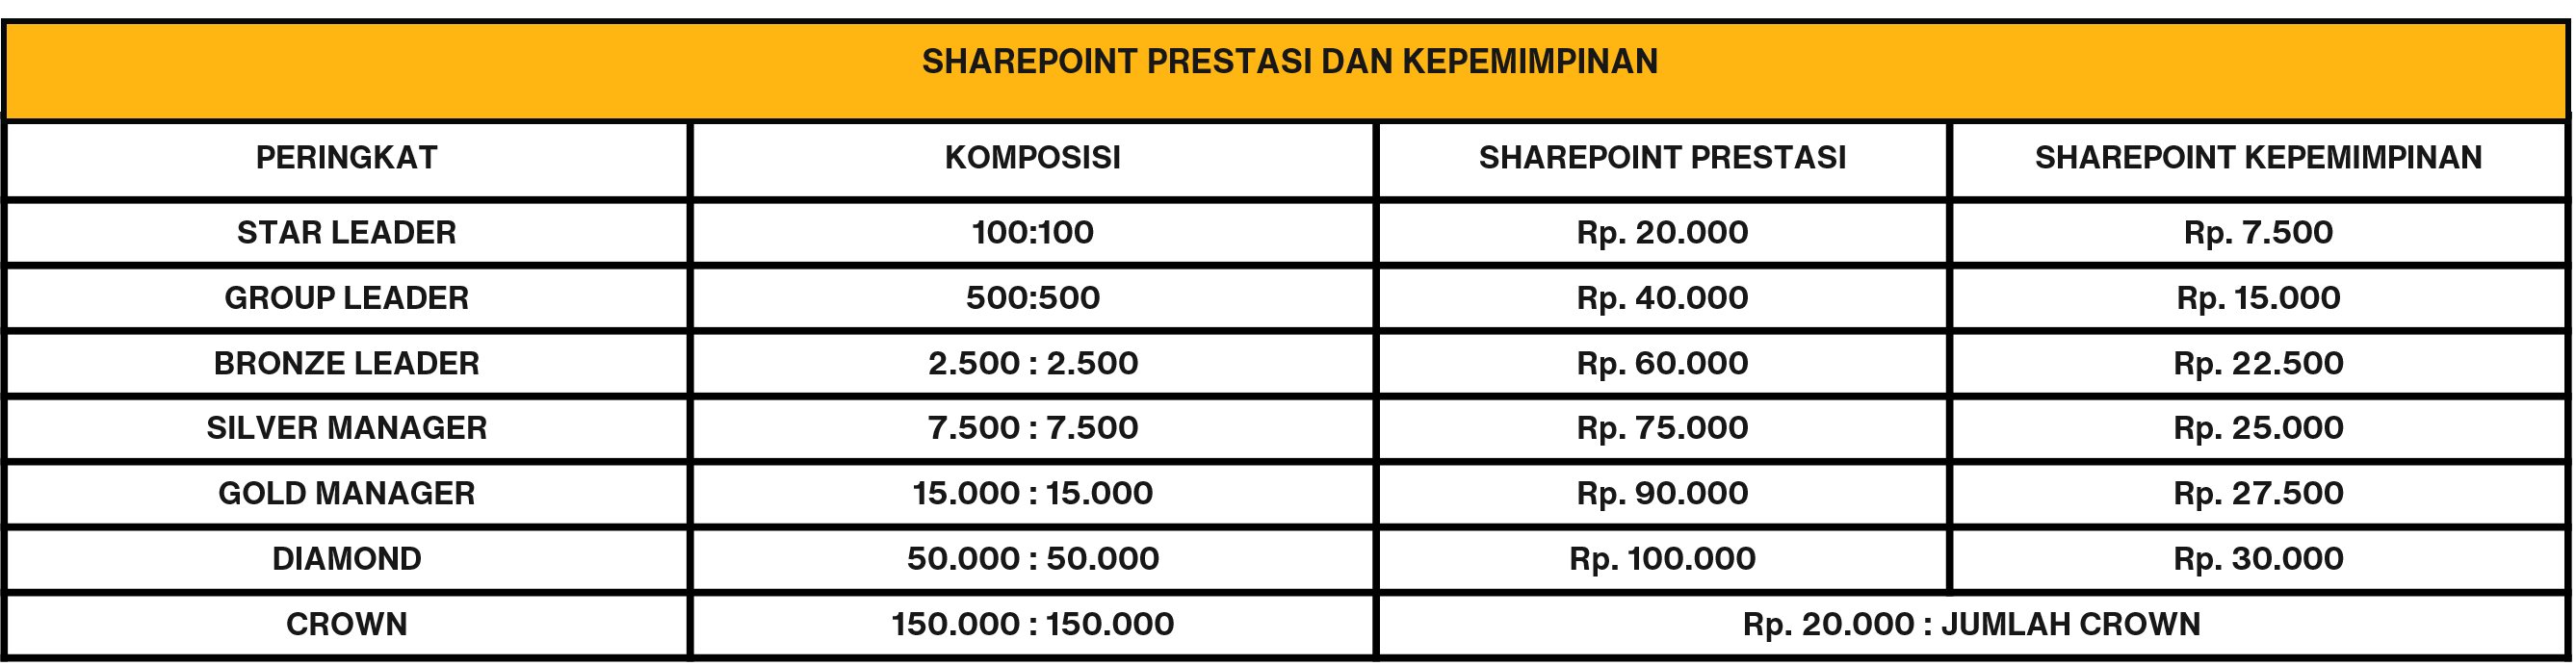 SHAREPOINT PRESTASI DAN KEPEMIMPINAN
PERINGKAT KOMPOSISI SHAREPOINT PRESTASI SHAREPOINT KEPEMIMPINAN
STAR LEADER 100:100 Rp. 20.000 Rp. 7.500
GROUP LEADER 500:500 Rp. 40.000 Rp. 15.000
BRONZE LEADER 2.500 : 2.500 Rp. 60.000 Rp. 22.500
SILVER MANAGER 7.500 : 7.500 Rp. 75.000 Rp. 25.000
GOLD MANAGER 15.000 : 15.000 Rp. 90.000 Rp. 27.500
DIAMOND 50.000 : 50.000 Rp. 100.000 Rp. 30.000
CROWN 150.000 : 150.000 Rp. 20.000 : JUMLAH CROWN